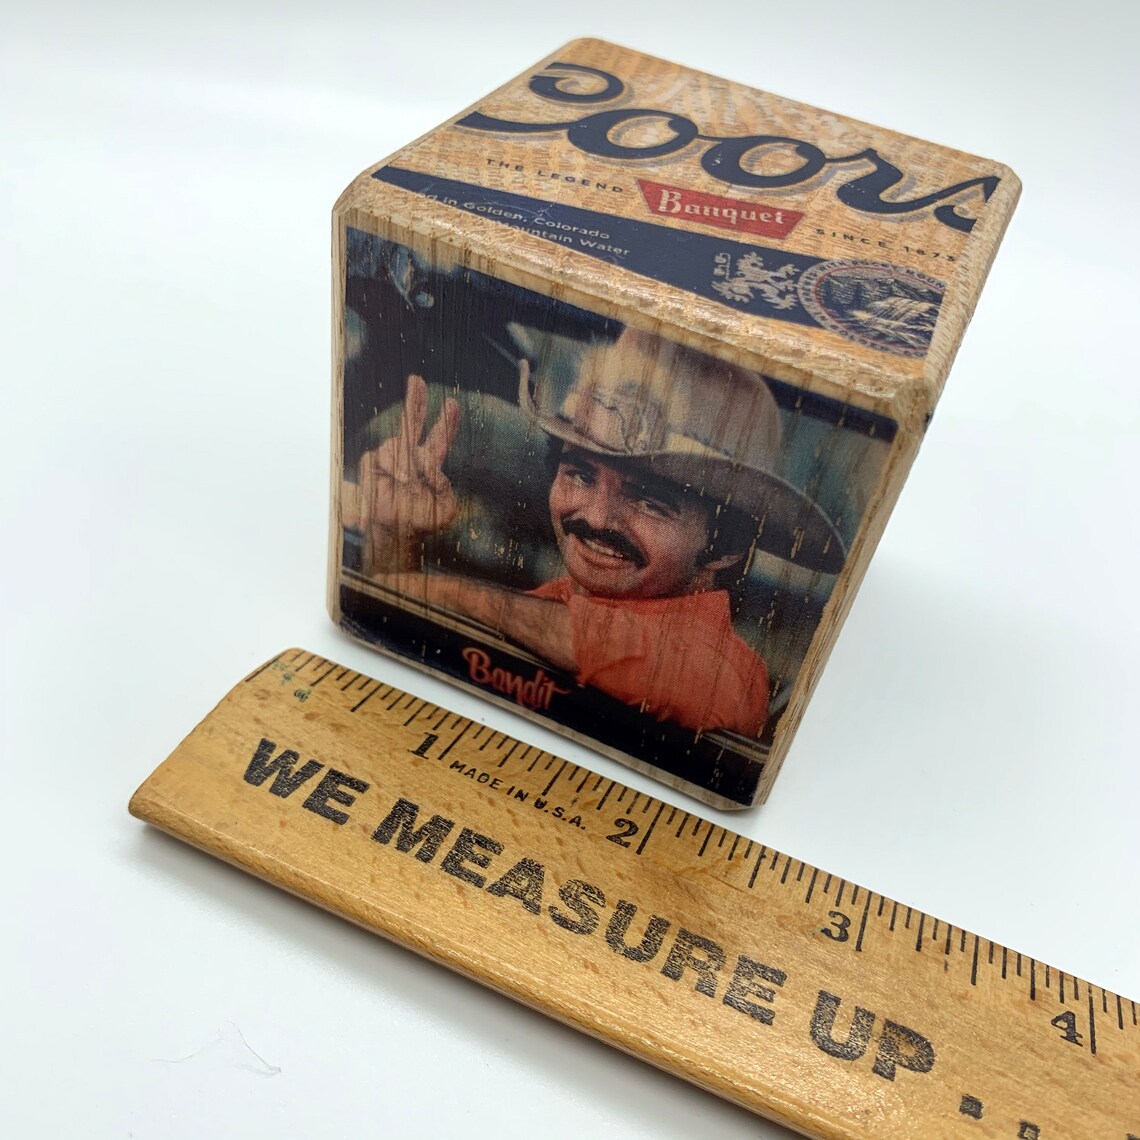 Coors
THE LEGEND
Banquet
SINCE 1873
in Golden, Colorado
Mountain Water
Bandit
1
MADE IN U.S.A.
2
3
4
WE MEASURE UP